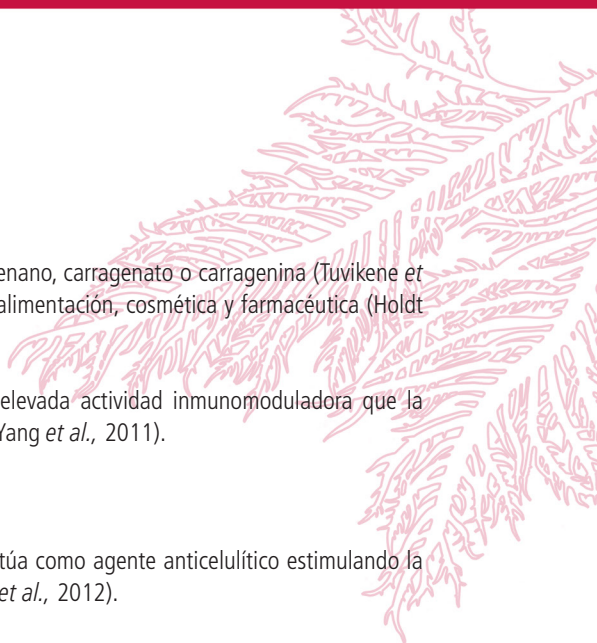 enano, carragenato o carragenina (Tuvikene et
alimentación, cosmética y farmacéutica (Holdt
elevada actividad inmunomoduladora que la
Yang et al., 2011).
túa como agente anticelulítico estimulando la
et al., 2012).